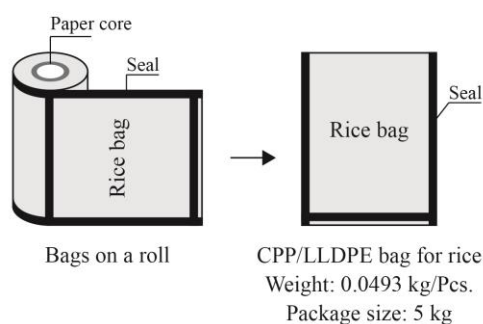 Paper core
Seal
Rice bag
Bags on a roll
Seal
Rice bag
CPP/LLDPE bag for rice
Weight: 0.0493 kg/Pcs.
Package size: 5 kg